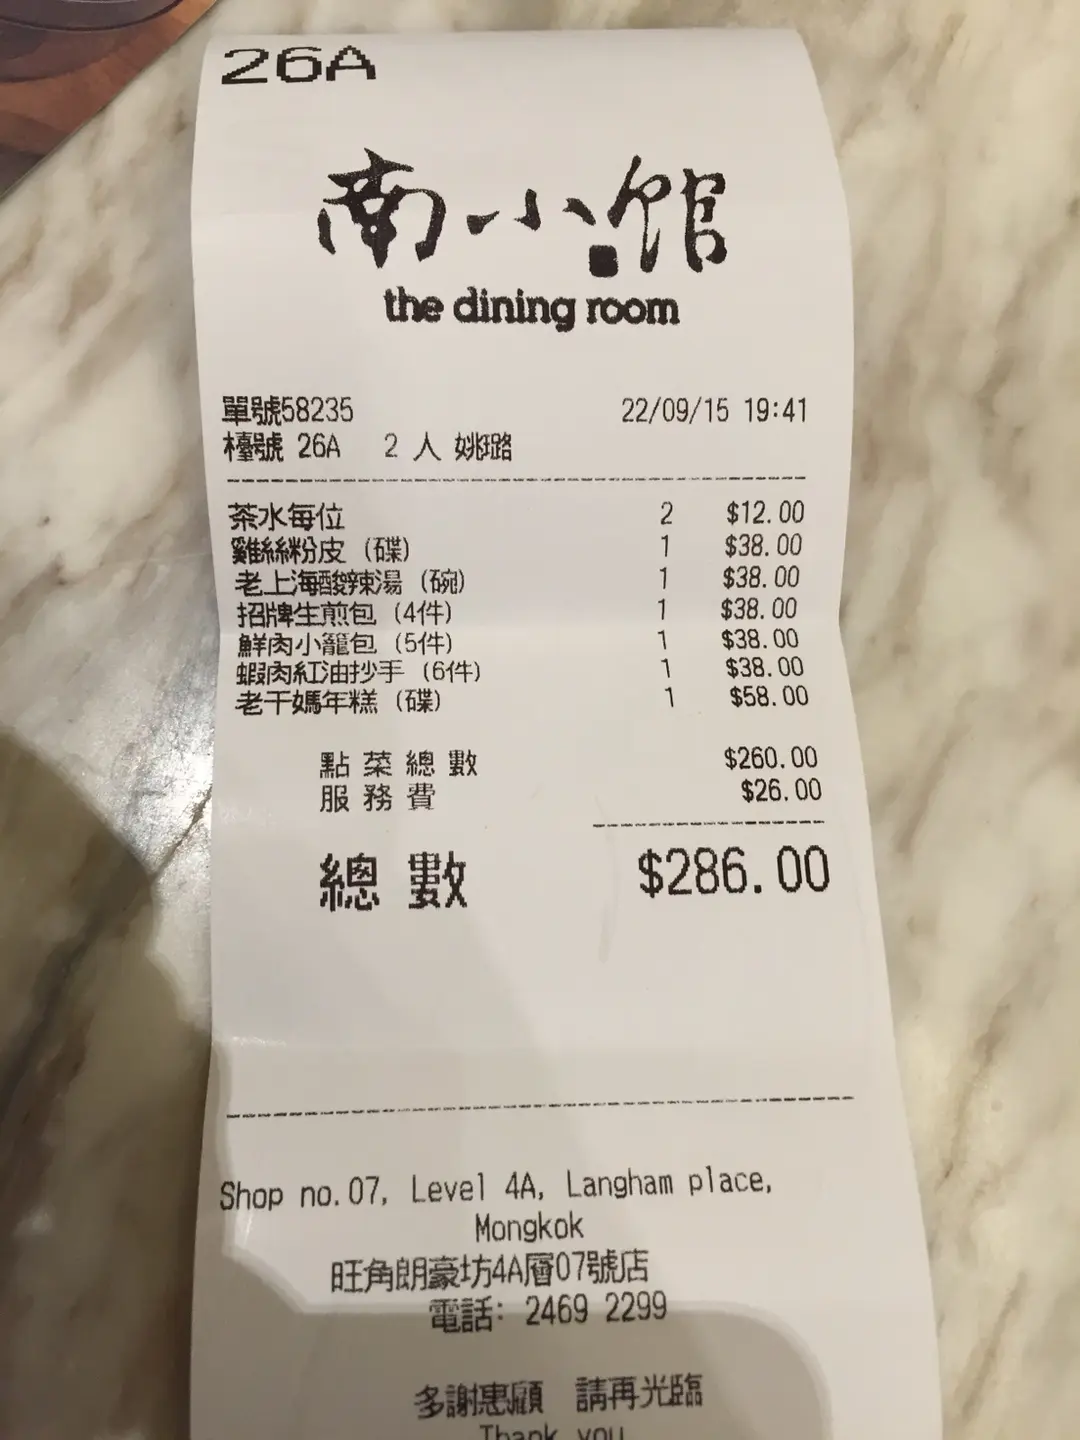 26A
南小館
the dining room
單號58235 22/09/15 19:41
檯號 26A 2 人 姚璐
茶水每位 2 $12.00
雞絲粉皮 (碟) 1 $38.00
老上海酸辣湯 (碗) 1 $38.00
招牌生煎包 (4件) 1 $38.00
鮮肉小籠包 (5件) 1 $38.00
蝦肉紅油抄手 (6件) 1 $38.00
老干媽年糕 (碟) 1 $58.00
點菜總數 $260.00
服務費 $26.00
總數 $286.00
Shop no.07, Level 4A, Langham place,
Mongkok
旺角朗豪坊4A層07號店
電話: 2469 2299
多謝惠顧 請再光臨
Thank you